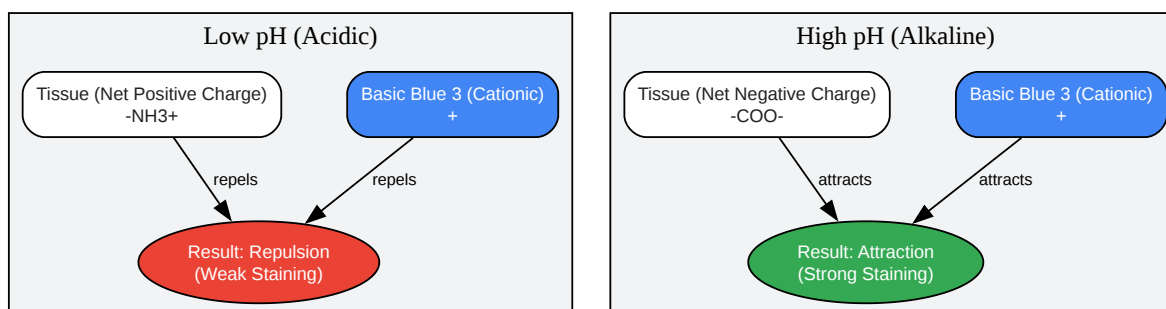 Low pH (Acidic)
Tissue (Net Positive Charge)
-NH3+
Basic Blue 3 (Cationic)
+
repels
repels
Result: Repulsion
(Weak Staining)
High pH (Alkaline)
Tissue (Net Negative Charge)
-COO-
Basic Blue 3 (Cationic)
+
attracts
attracts
Result: Attraction
(Strong Staining)